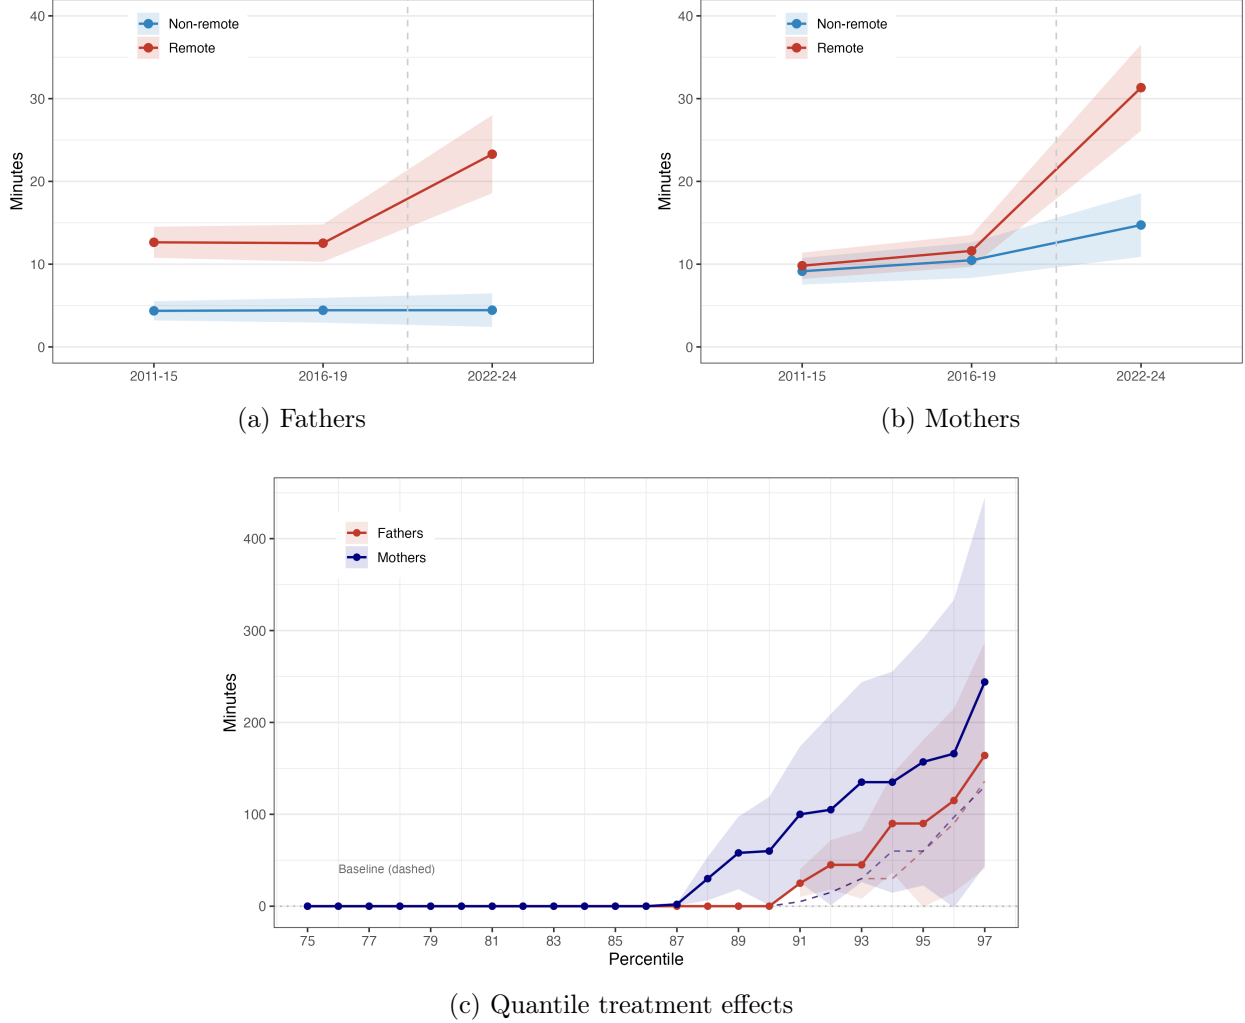 40
30
20
10
0
Minutes
Non-remote
Remote
2011-15 2016-19 2022-24
(a) Fathers
40
30
20
10
0
Minutes
Non-remote
Remote
2011-15 2016-19 2022-24
(b) Mothers
400
300
200
100
0
Minutes
Fathers
Mothers
Baseline (dashed)
75 77 79 81 83 85 87 89 91 93 95 97
Percentile
(c) Quantile treatment effects